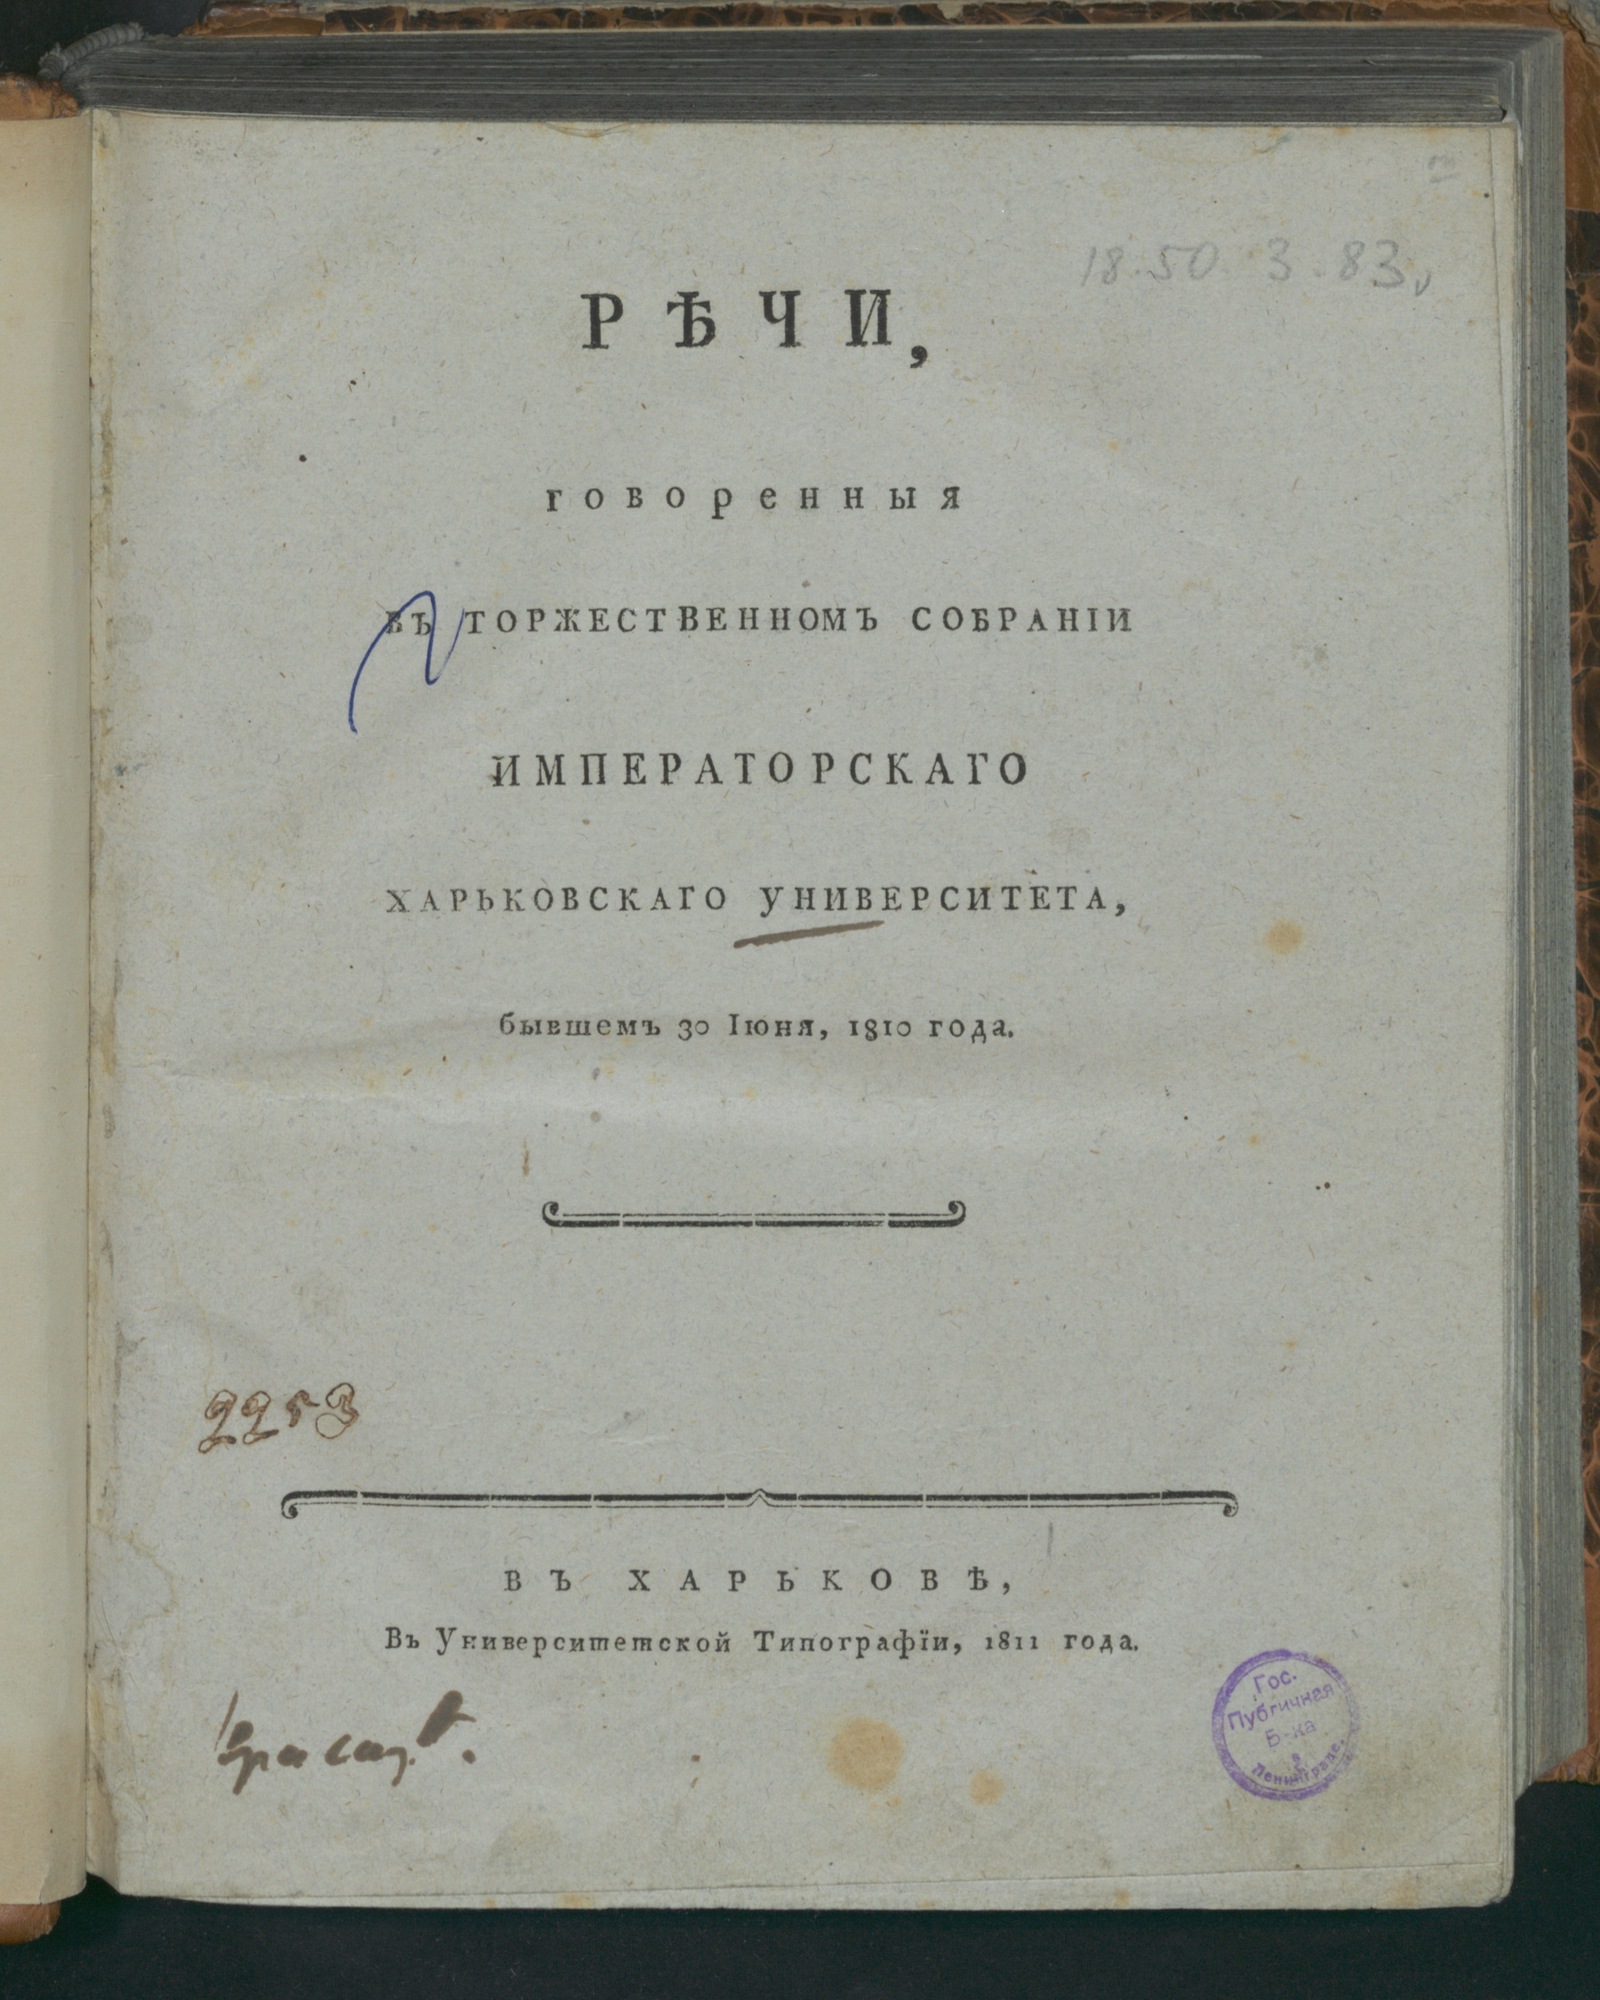 18.50.3.83
РѢЧИ,
говоренныя
ВЪ ТОРЖЕСТВЕННОМЪ СОБРАНІИ
ИМПЕРАТОРСКАГО
ХАРЬКОВСКАГО УНИВЕРСИТЕТА,
бывшемъ 30 Іюня, 1810 года.
2253
ВЪ ХАРЬКОВѢ,
Въ Университетской Типографїи, 1811 года.
Гос.
Публичная
Б-ка
в
Ленинграде.